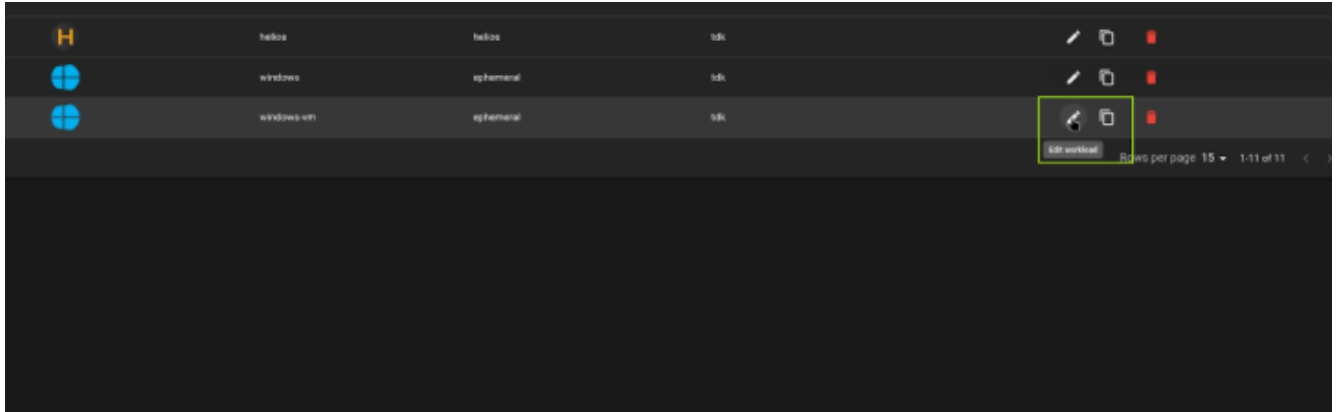 H helios helios tdk
windows ephemeral tdk
windows-vm ephemeral tdk
Edit workload
Rows per page 15 1-11 of 11